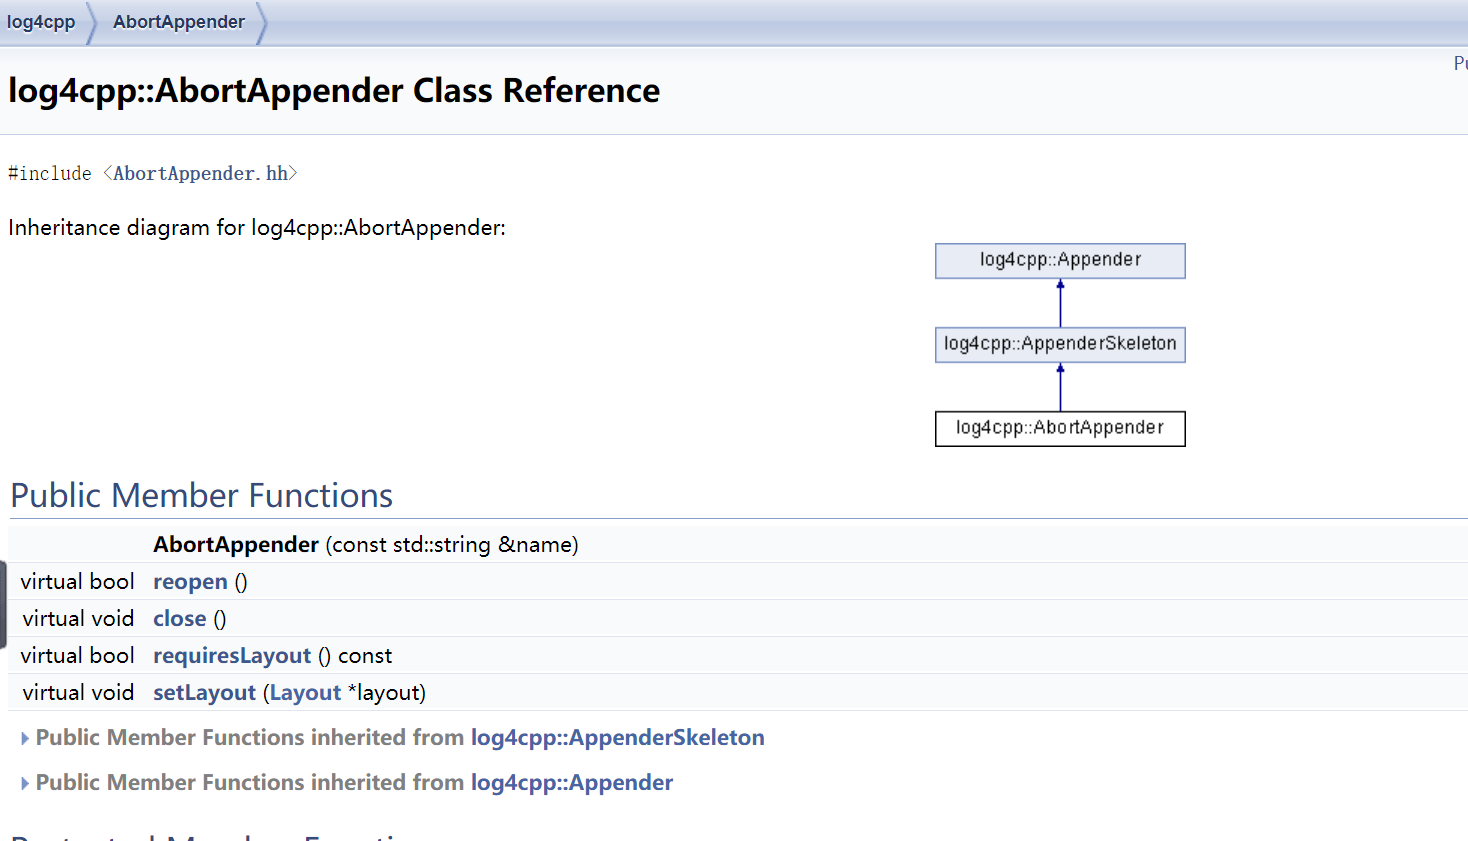 log4cpp
AbortAppender
log4cpp::AbortAppender Class Reference
#include <AbortAppender.hh>
Inheritance diagram for log4cpp::AbortAppender:
log4cpp::Appender
log4cpp::AppenderSkeleton
log4cpp::AbortAppender
Public Member Functions
AbortAppender (const std::string &name)
virtual bool reopen ()
virtual void close ()
virtual bool requiresLayout () const
virtual void setLayout (Layout *layout)
Public Member Functions inherited from log4cpp::AppenderSkeleton
Public Member Functions inherited from log4cpp::Appender